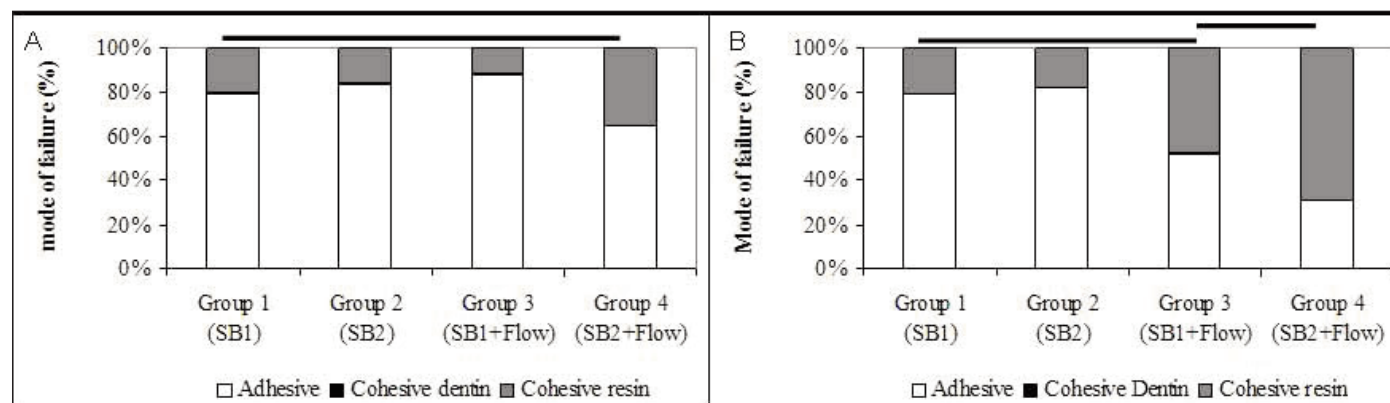 A
mode of failure (%)
100%
80%
60%
40%
20%
0%
Group 1 Group 2 Group 3 Group 4
(SB1) (SB2) (SB1+Flow) (SB2+Flow)
Adhesive Cohesive dentin Cohesive resin
B
Mode of failure (%)
100%
80%
60%
40%
20%
0%
Group 1 Group 2 Group 3 Group 4
(SB1) (SB2) (SB1+Flow) (SB2+Flow)
Adhesive Cohesive Dentin Cohesive resin